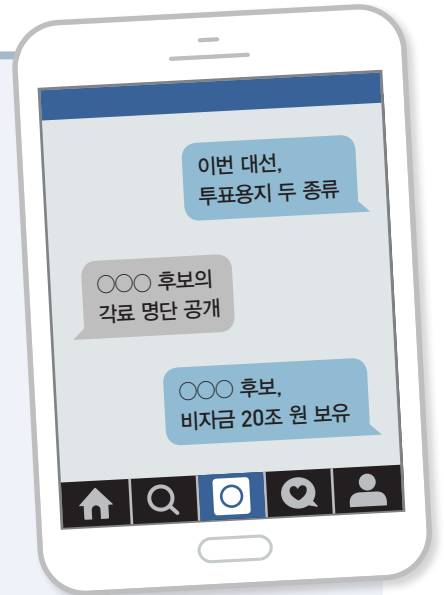 이번 대선,
투표용지 두 종류
○○○ 후보의
각료 명단 공개
○○○ 후보,
비자금 20조 원 보유